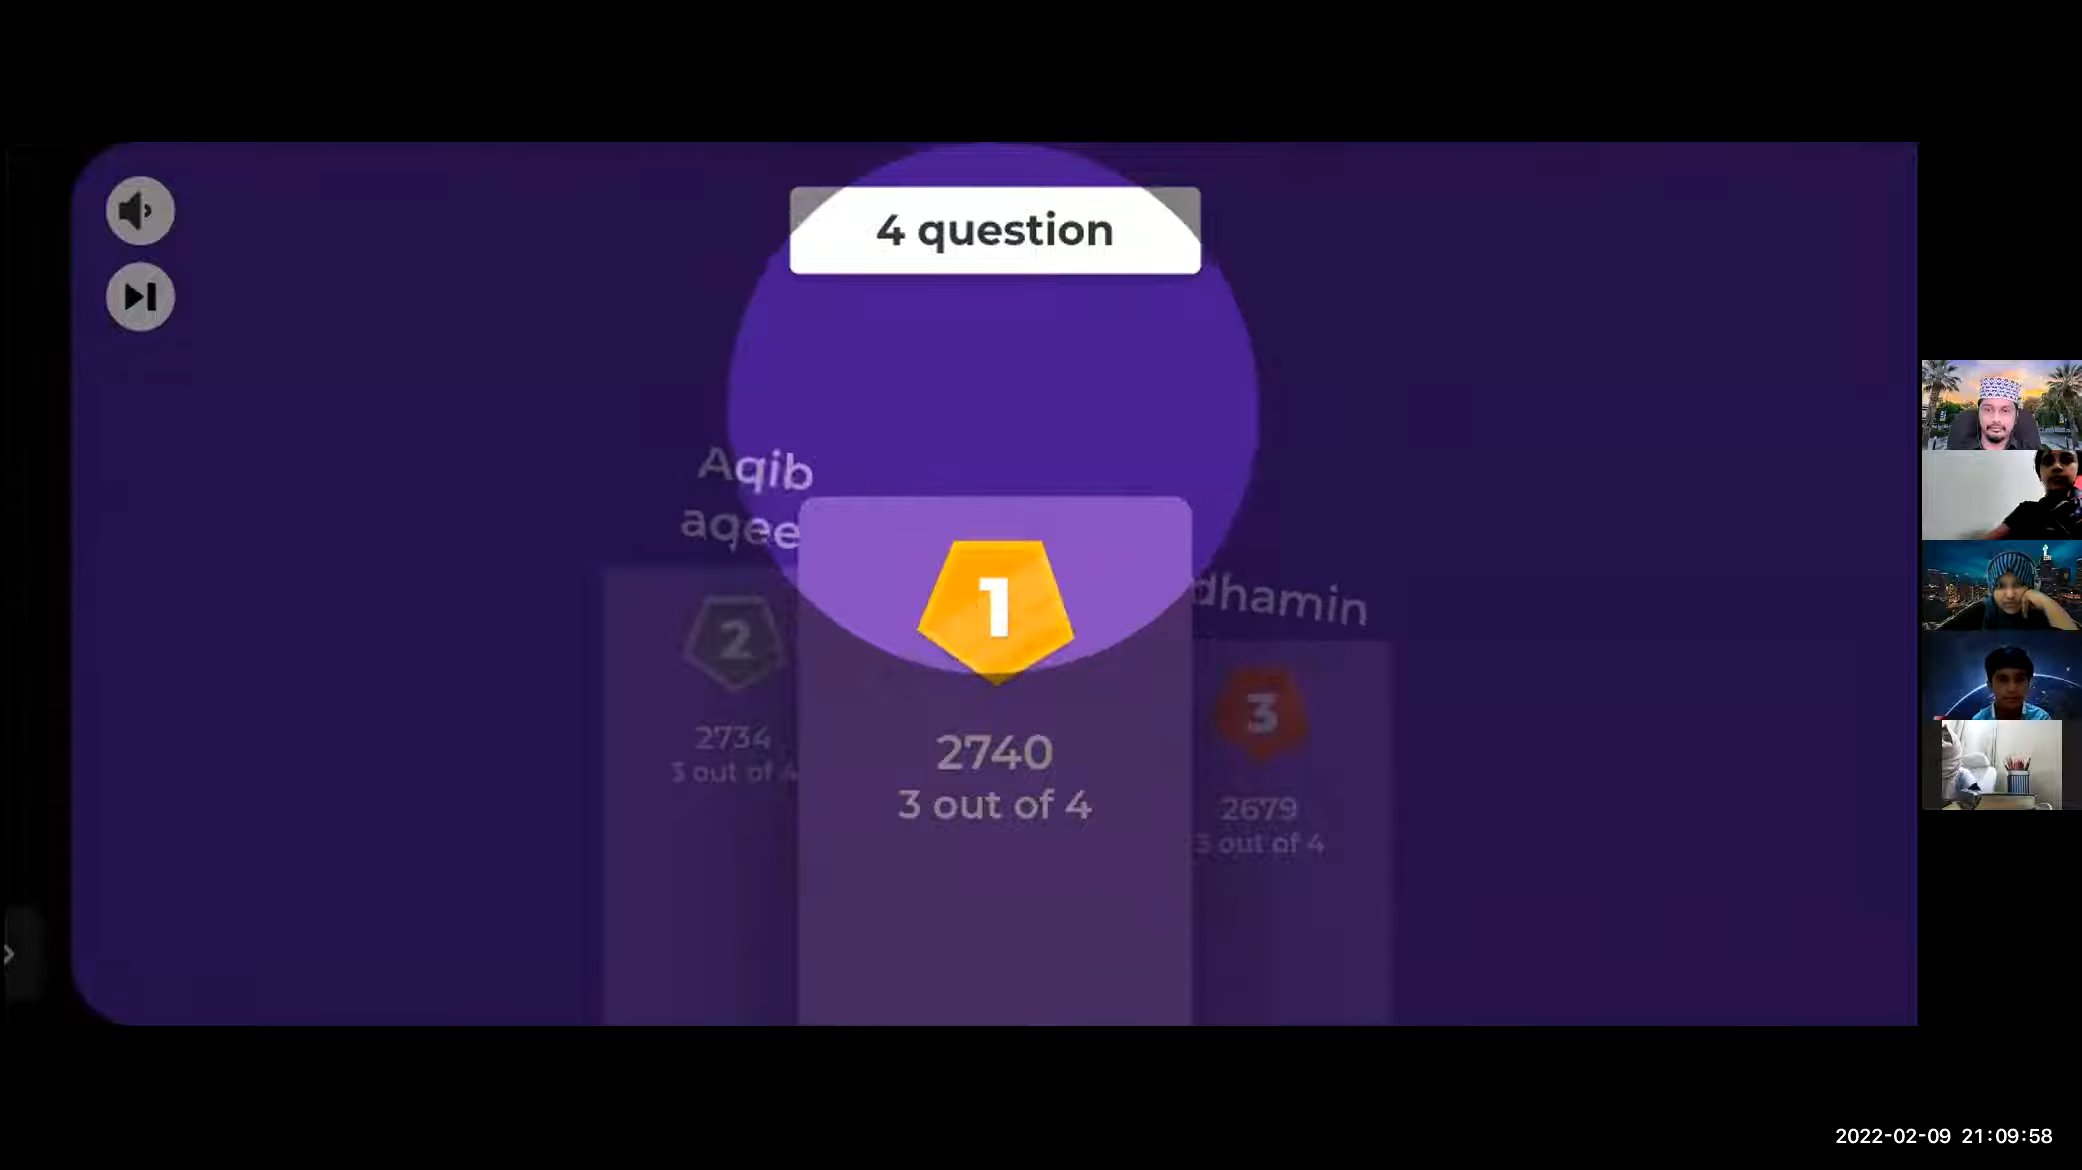 4 question
Aqib
aqee
dhamin
1
2
3
2740
3 out of 4
2734
3 out of 4
2679
3 out of 4
2022-02-09 21:09:58